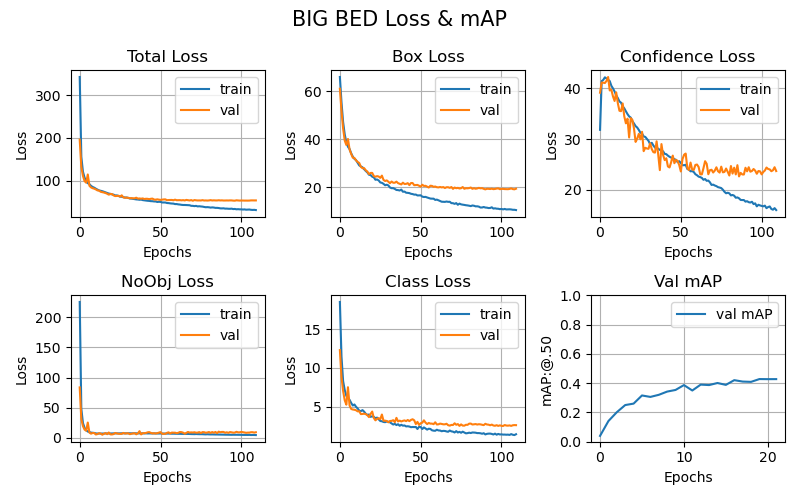 BIG BED Loss & mAP
Total Loss
Loss
300
200
100
0
50
100
Epochs
train
val
Box Loss
Loss
60
40
20
0
50
100
Epochs
train
val
Confidence Loss
Loss
40
30
20
0
50
100
Epochs
train
val
NoObj Loss
Loss
200
150
100
50
0
0
50
100
Epochs
train
val
Class Loss
Loss
15
10
5
0
50
100
Epochs
train
val
Val mAP
mAP:@.50
1.0
0.8
0.6
0.4
0.2
0.0
0
10
20
Epochs
val mAP